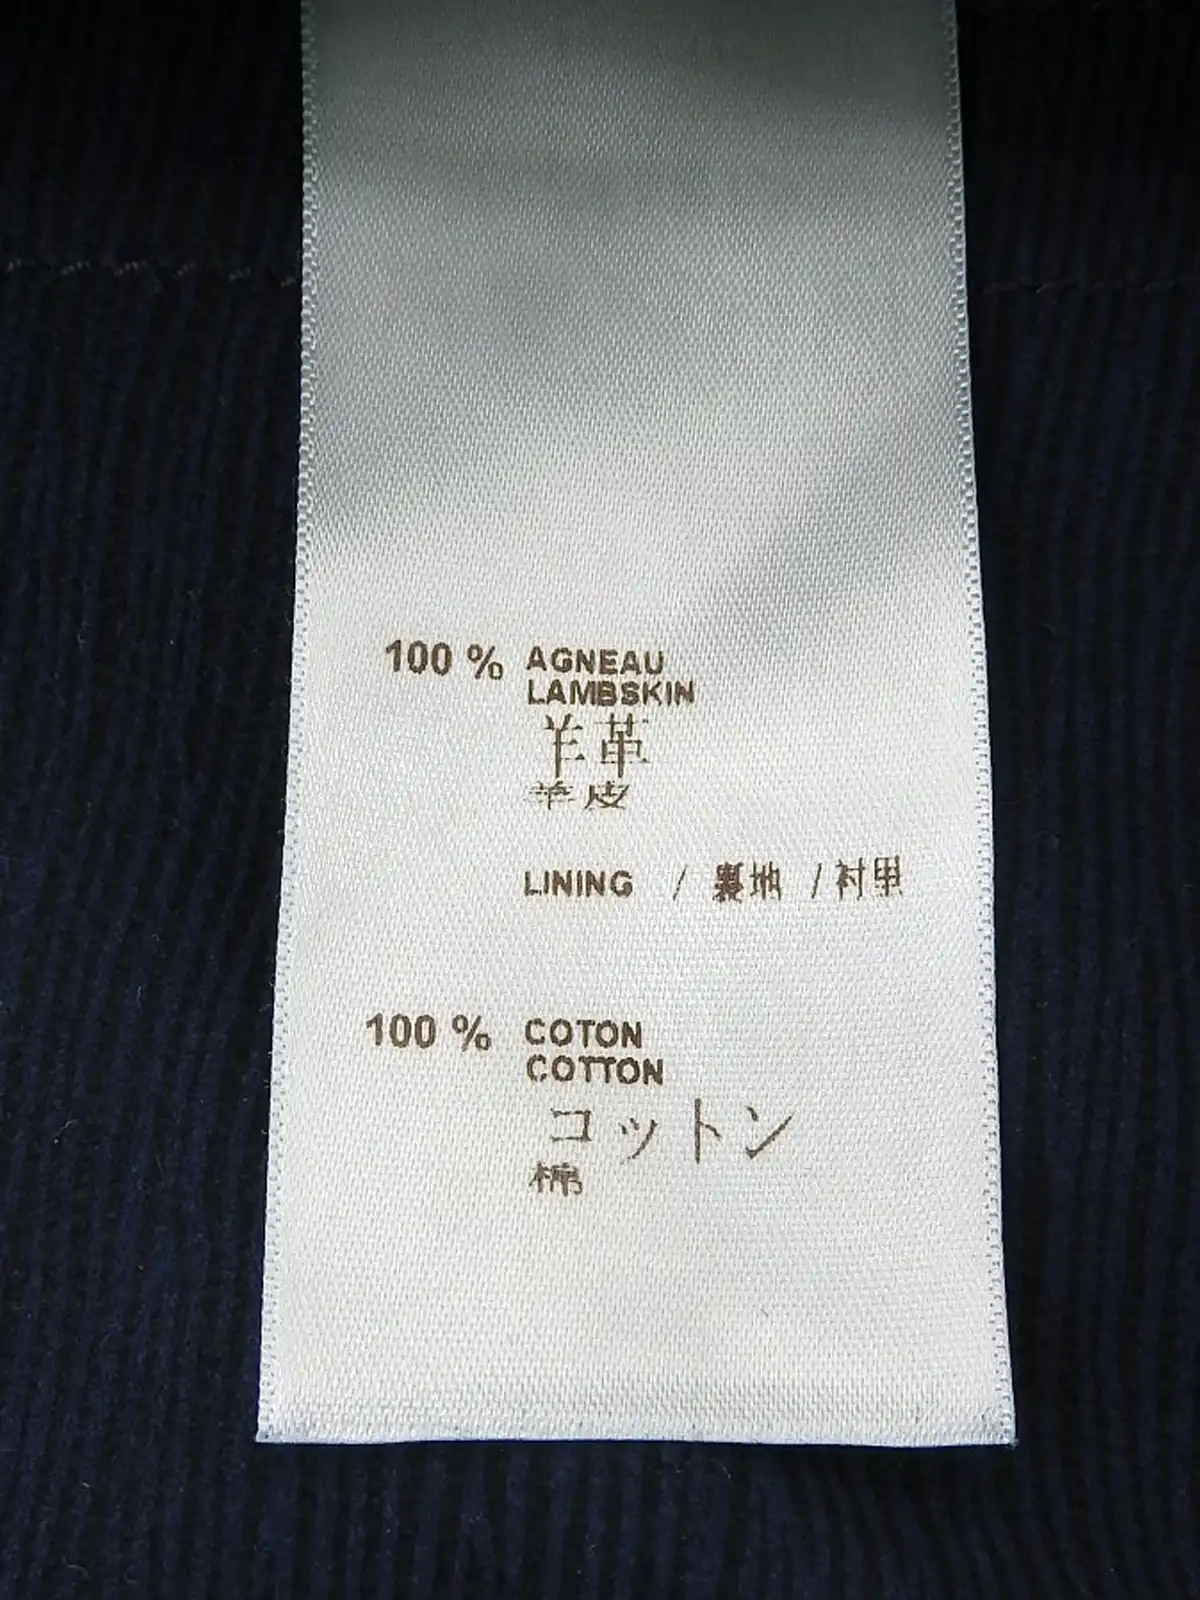 100 % AGNEAU
LAMBSKIN
羊革
羊皮
LINING / 裏地 / 衬里
100 % COTON
COTTON
コットン
棉